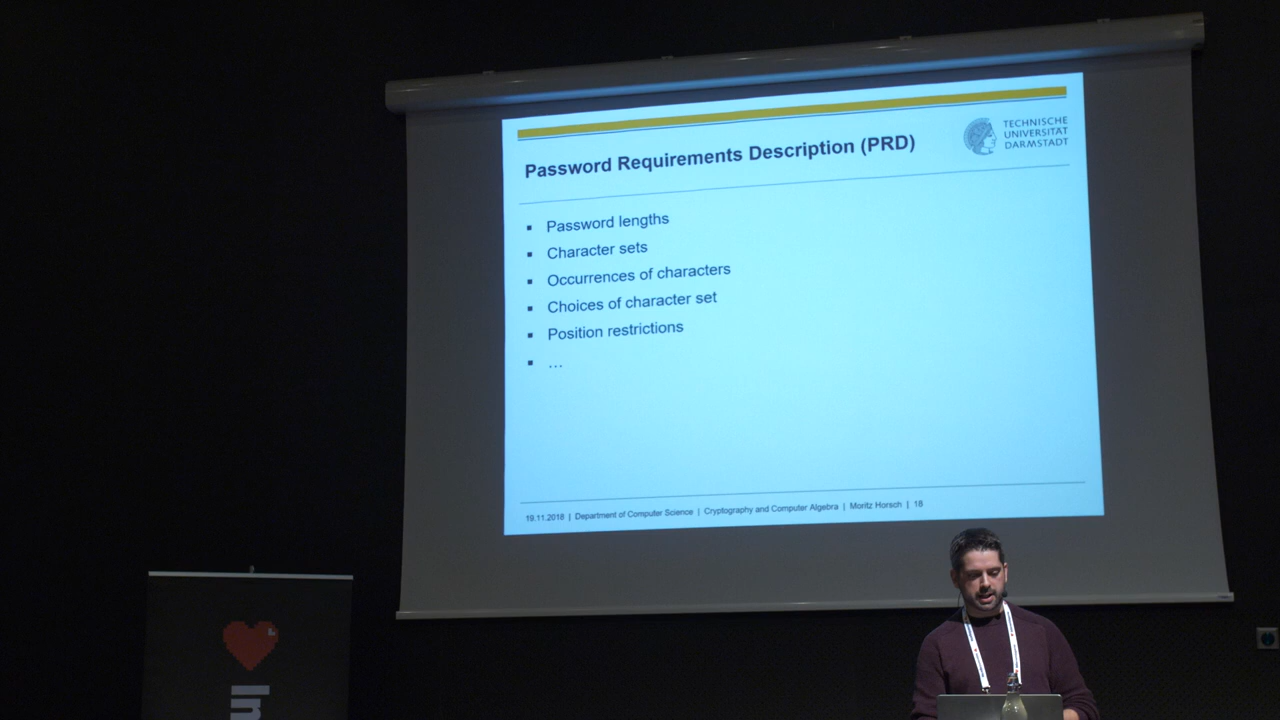 Password Requirements Description (PRD)
TECHNISCHE
UNIVERSITÄT
DARMSTADT
▪ Password lengths
▪ Character sets
▪ Occurrences of characters
▪ Choices of character set
▪ Position restrictions
▪ …
19.11.2018 | Department of Computer Science | Cryptography and Computer Algebra | Moritz Horsch | 18
In